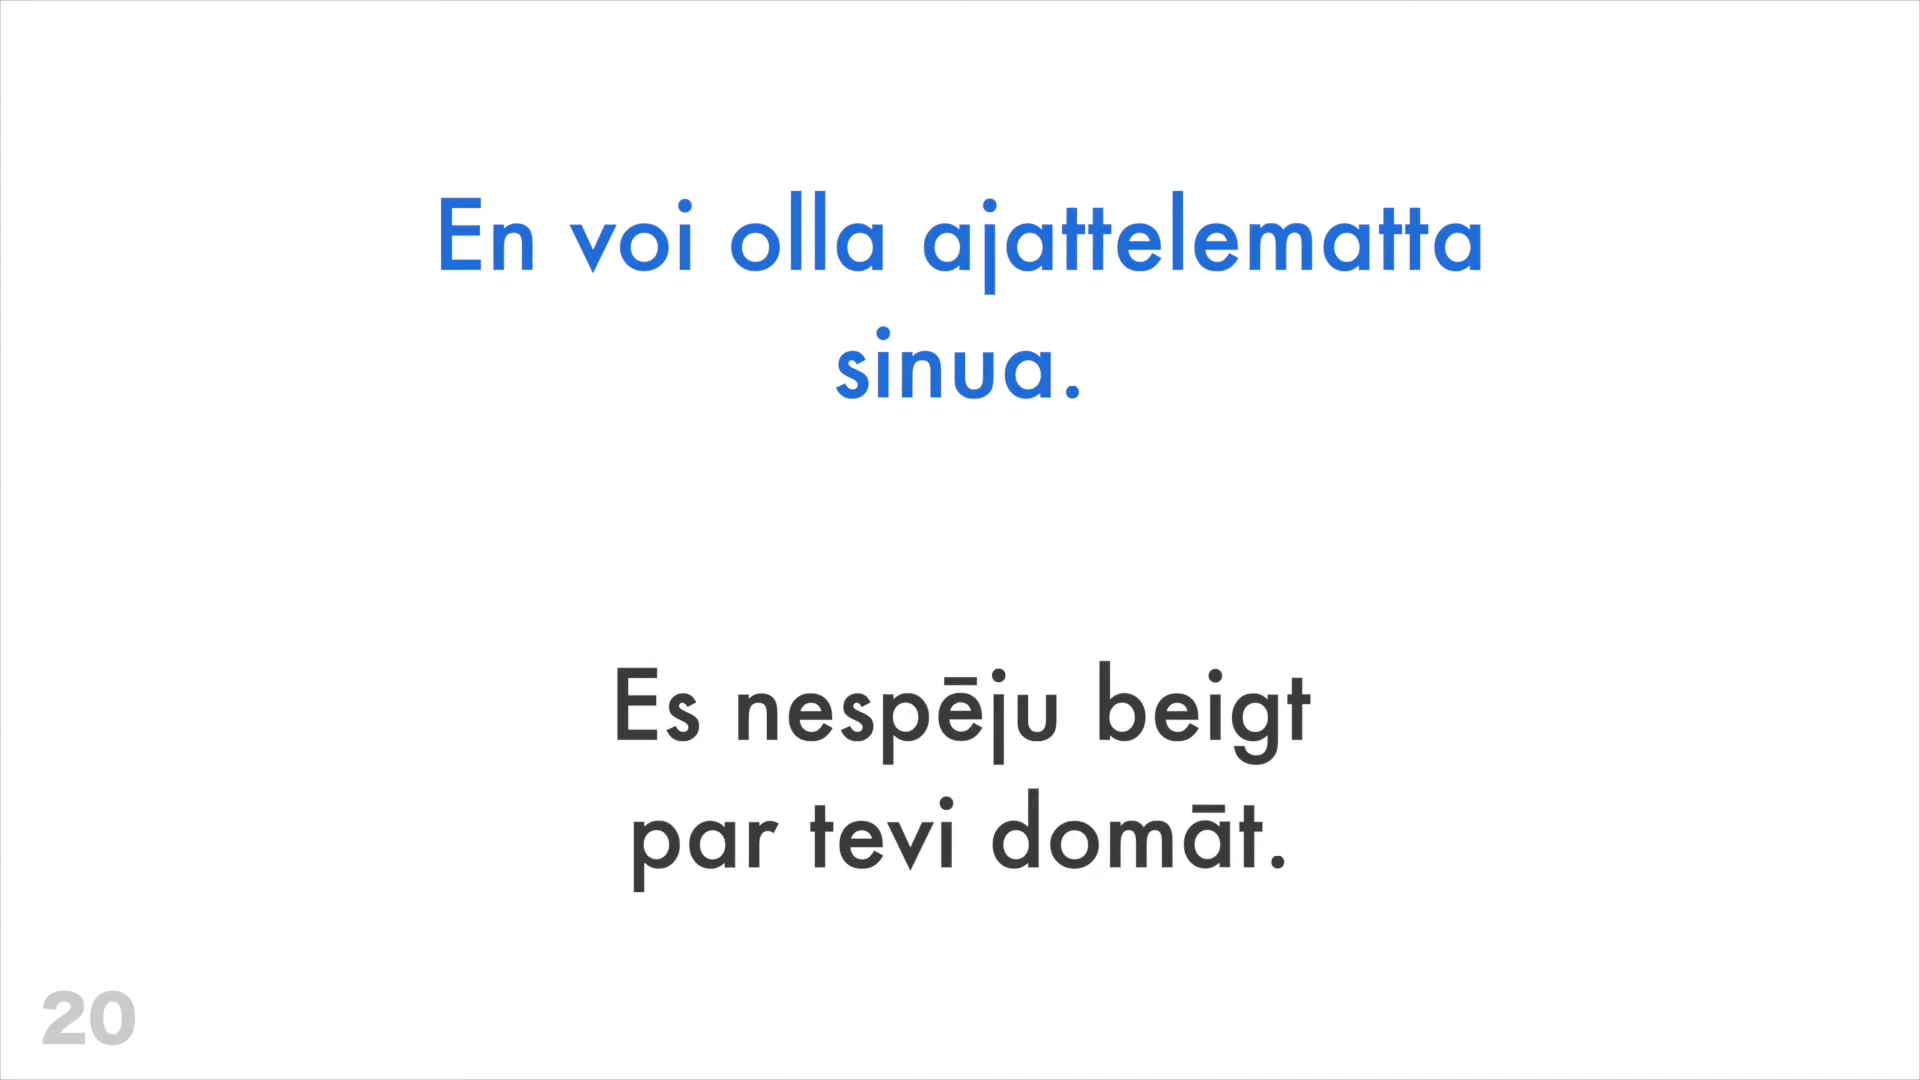 En voi olla ajattelematta
sinua.
Es nespēju beigt
par tevi domāt.
20